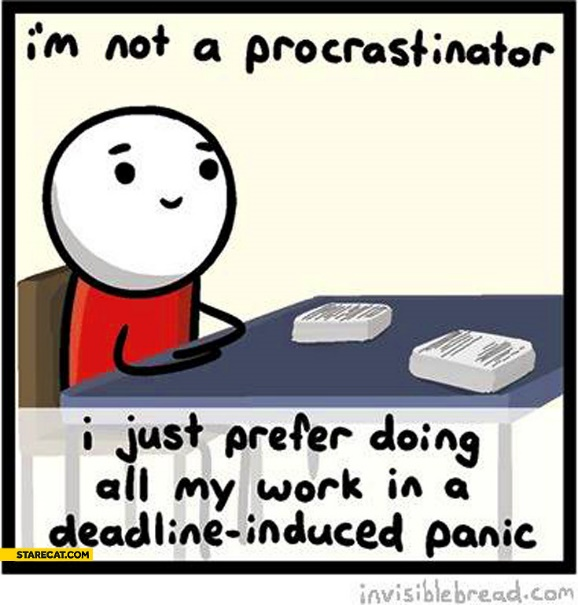 i'm not a procrastinator
i just prefer doing
all my work in a
deadline-induced panic
STARECAT.COM
invisiblebread.com